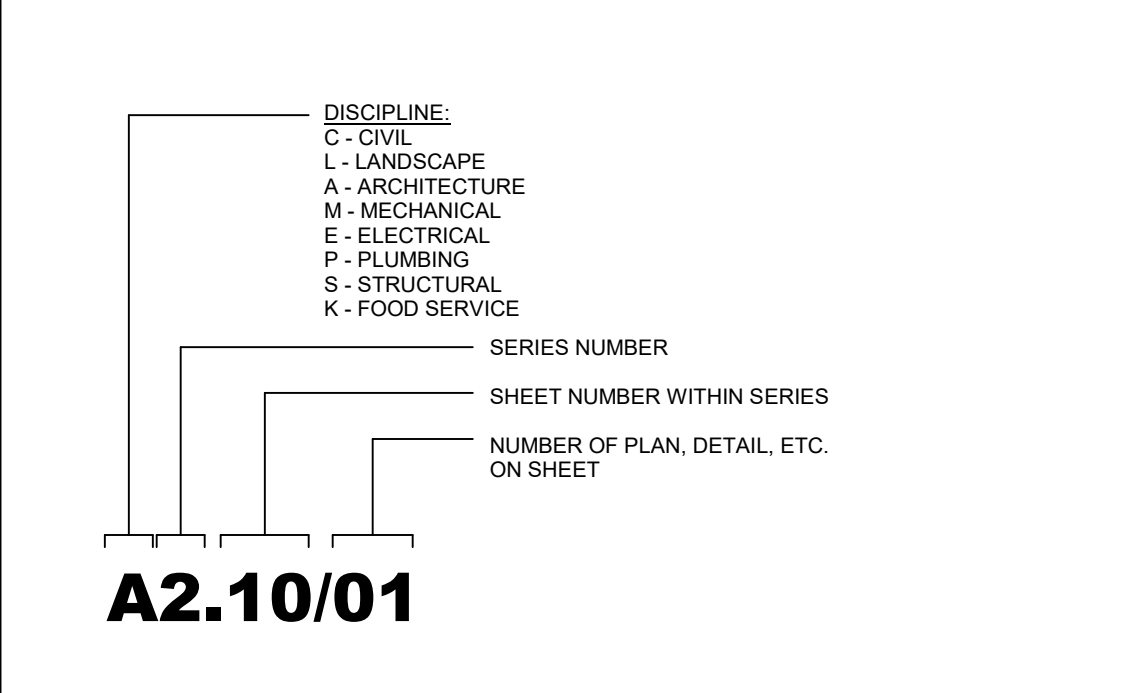 DISCIPLINE:
C - CIVIL
L - LANDSCAPE
A - ARCHITECTURE
M - MECHANICAL
E - ELECTRICAL
P - PLUMBING
S - STRUCTURAL
K - FOOD SERVICE
SERIES NUMBER
SHEET NUMBER WITHIN SERIES
NUMBER OF PLAN, DETAIL, ETC.
ON SHEET
A2.10/01